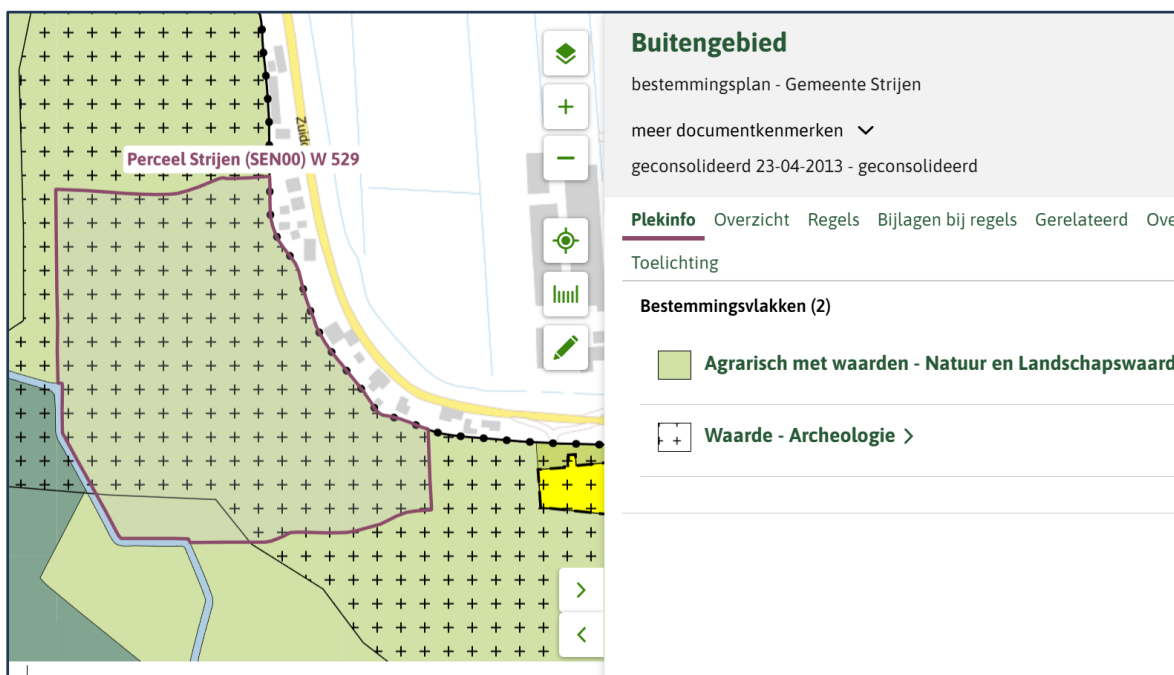 Zuid
Perceel Strijen (SEN00) W 529
Buitengebied
bestemmingsplan - Gemeente Strijen
meer documentkenmerken
geconsolideerd 23-04-2013 - geconsolideerd
Plekinfo Overzicht Regels Bijlagen bij regels Gerelateerd Ove
Toelichting
Bestemmingsvlakken (2)
Agrarisch met waarden - Natuur en Landschapswaard
Waarde - Archeologie